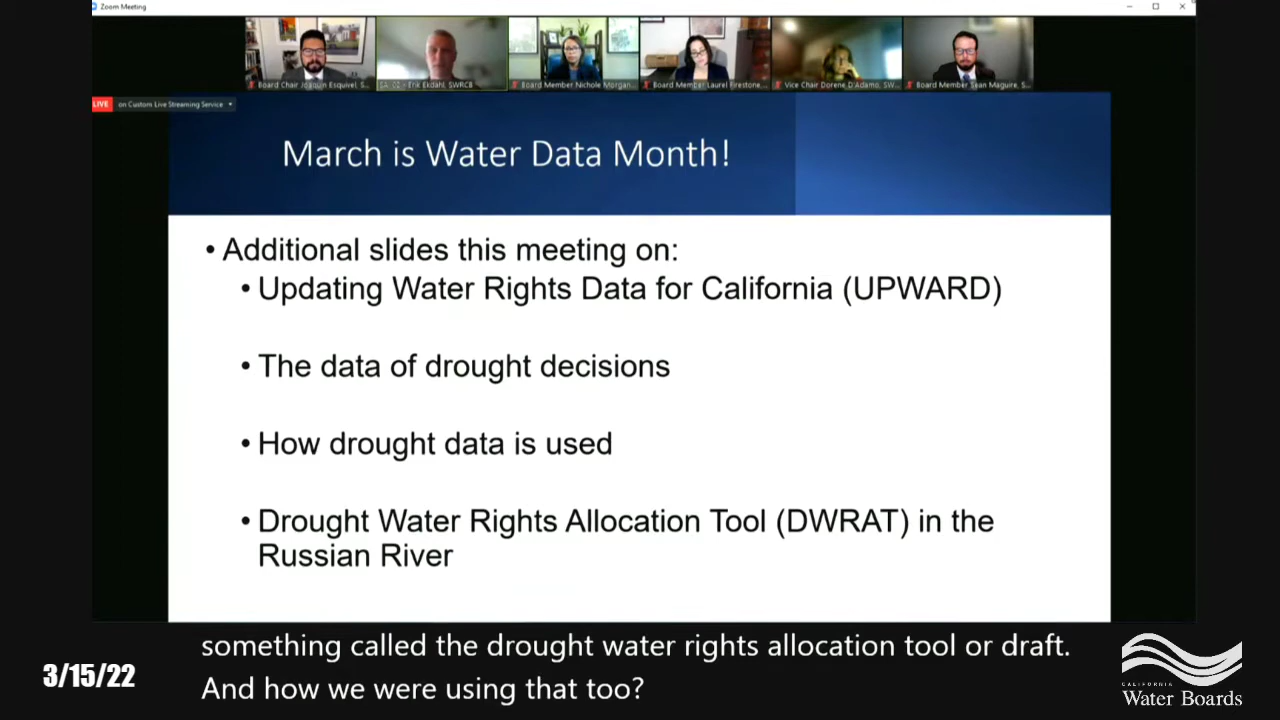 Zoom Meeting
Board Chair Joaquin Esquivel, S...
SA 02 - Erik Ekdahl, SWRCB
Board Member Nichole Morgan...
Board Member Laurel Firestone...
Vice Chair Dorene D'Adamo, SW...
Board Member Sean Maguire, S...
LIVE on Custom Live Streaming Service
March is Water Data Month!
• Additional slides this meeting on:
• Updating Water Rights Data for California (UPWARD)
• The data of drought decisions
• How drought data is used
• Drought Water Rights Allocation Tool (DWRAT) in the
Russian River
something called the drought water rights allocation tool or draft.
And how we were using that too?
3/15/22
CALIFORNIA
Water Boards